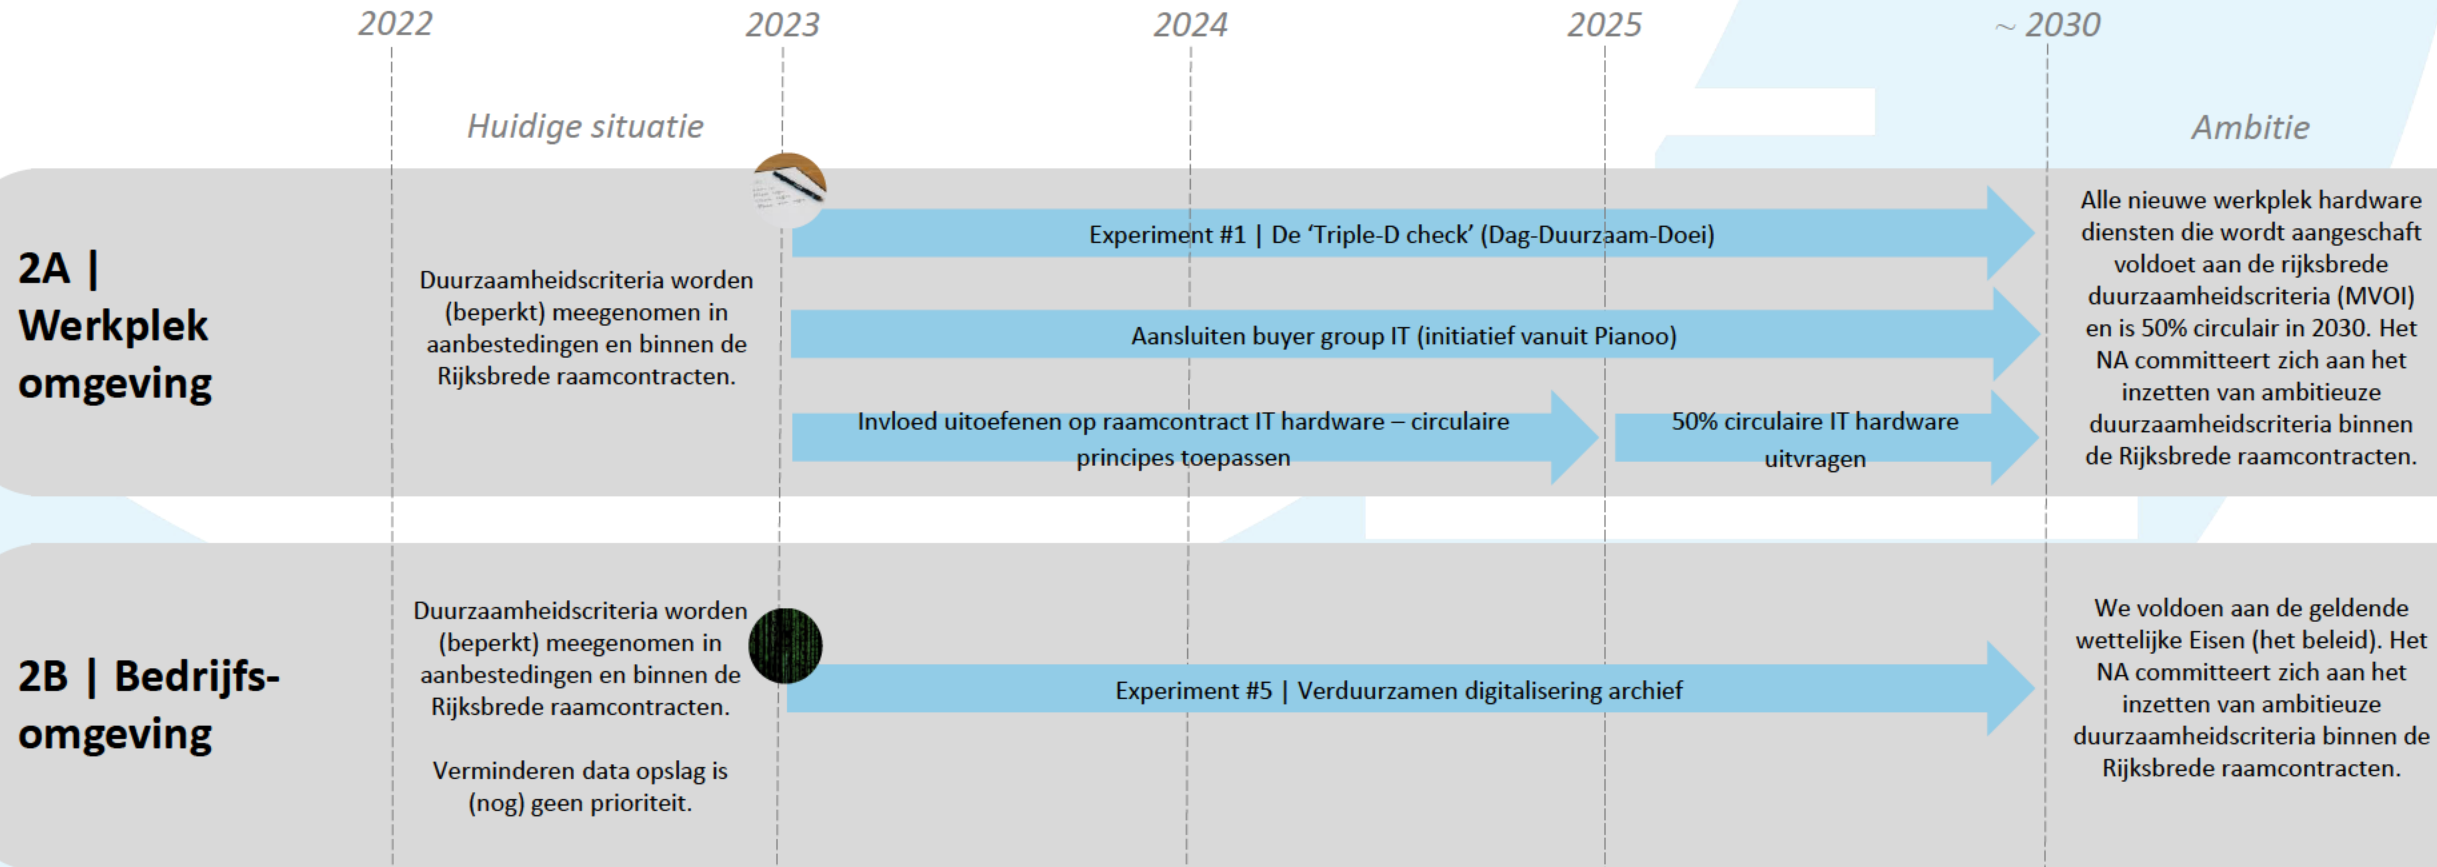 2022
2023
2024
2025
~ 2030
Huidige situatie
Ambitie
2A |
Werkplek
omgeving
Duurzaamheidscriteria worden
(beperkt) meegenomen in
aanbestedingen en binnen de
Rijksbrede raamcontracten.
Experiment #1 | De ‘Triple-D check’ (Dag-Duurzaam-Doei)
Aansluiten buyer group IT (initiatief vanuit Pianoo)
Invloed uitoefenen op raamcontract IT hardware – circulaire
principes toepassen
50% circulaire IT hardware
uitvragen
Alle nieuwe werkplek hardware
diensten die wordt aangeschaft
voldoet aan de rijksbrede
duurzaamheidscriteria (MVOI)
en is 50% circulair in 2030. Het
NA committeert zich aan het
inzetten van ambitieuze
duurzaamheidscriteria binnen
de Rijksbrede raamcontracten.
2B | Bedrijfs-
omgeving
Duurzaamheidscriteria worden
(beperkt) meegenomen in
aanbestedingen en binnen de
Rijksbrede raamcontracten.
Verminderen data opslag is
(nog) geen prioriteit.
Experiment #5 | Verduurzamen digitalisering archief
We voldoen aan de geldende
wettelijke Eisen (het beleid). Het
NA committeert zich aan het
inzetten van ambitieuze
duurzaamheidscriteria binnen de
Rijksbrede raamcontracten.